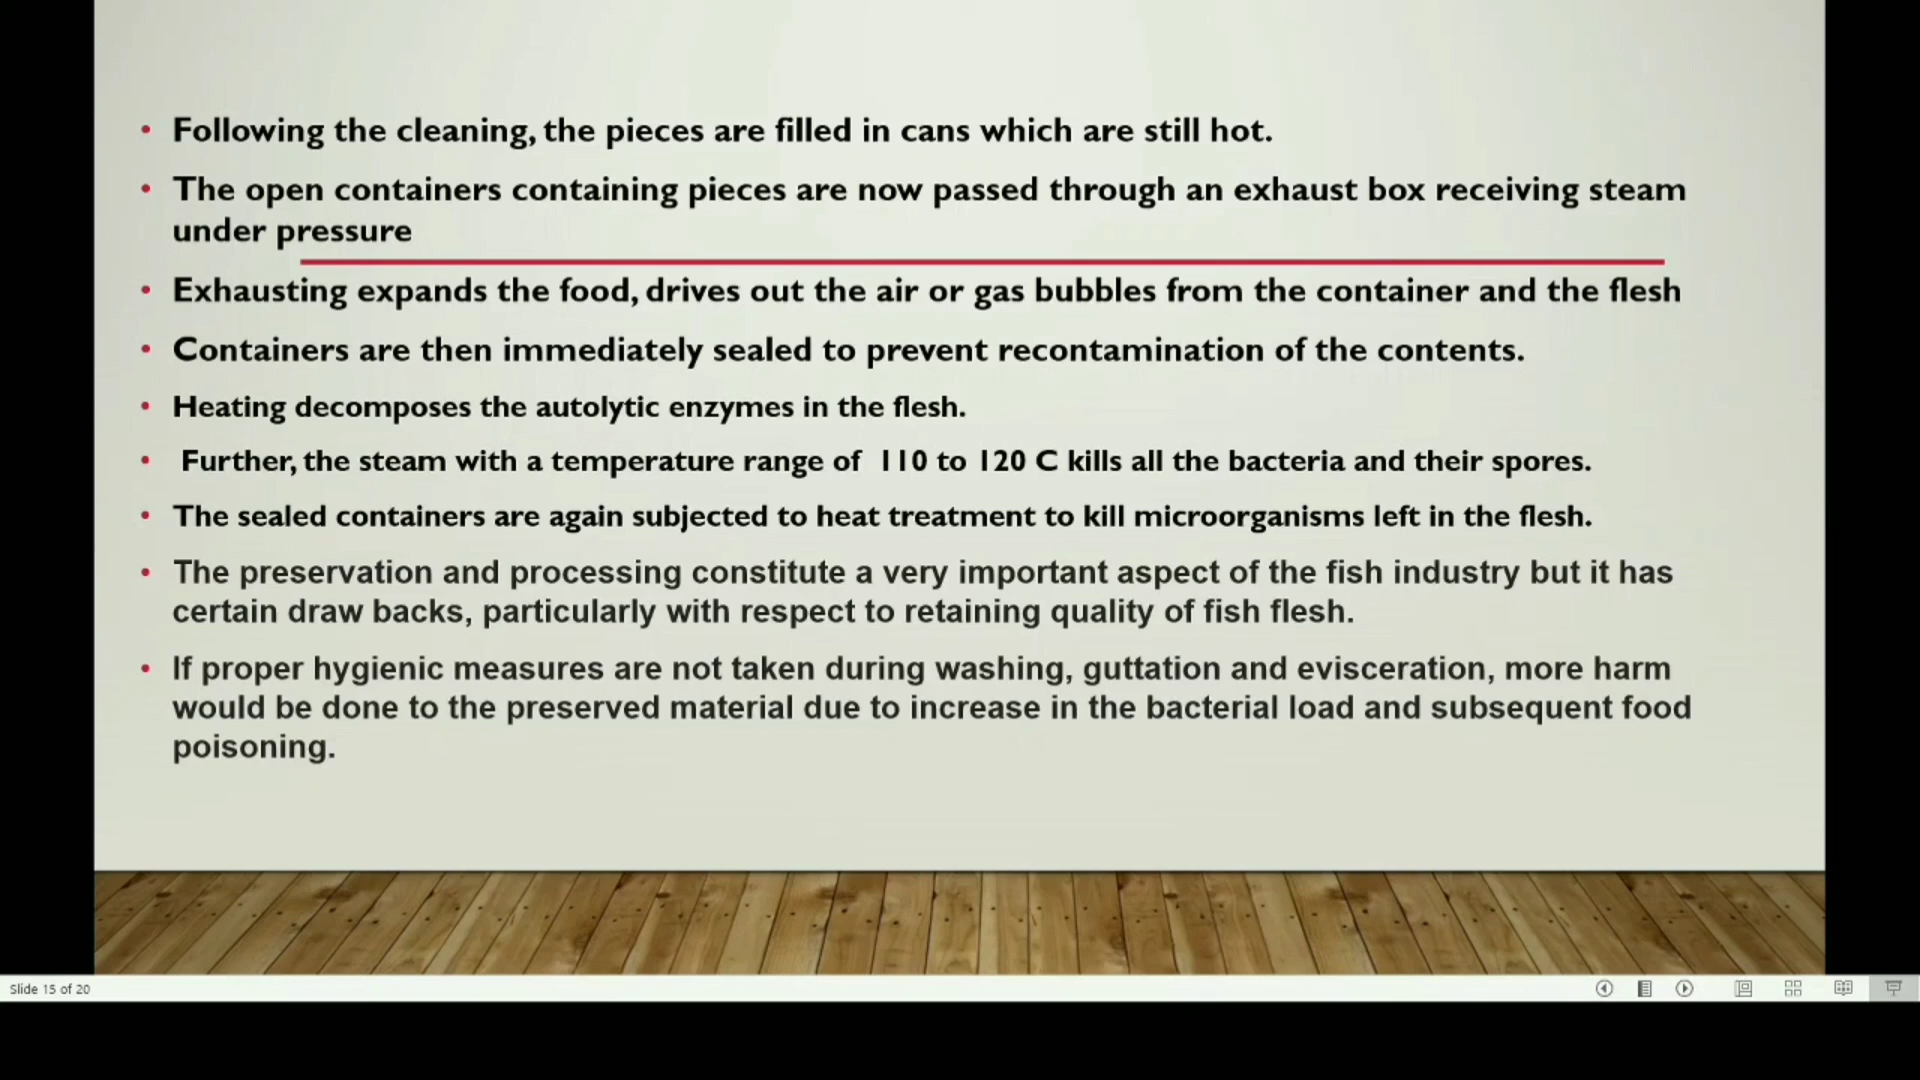 • Following the cleaning, the pieces are filled in cans which are still hot.
• The open containers containing pieces are now passed through an exhaust box receiving steam
under pressure
• Exhausting expands the food, drives out the air or gas bubbles from the container and the flesh
• Containers are then immediately sealed to prevent recontamination of the contents.
• Heating decomposes the autolytic enzymes in the flesh.
• Further, the steam with a temperature range of 110 to 120 C kills all the bacteria and their spores.
• The sealed containers are again subjected to heat treatment to kill microorganisms left in the flesh.
• The preservation and processing constitute a very important aspect of the fish industry but it has
certain draw backs, particularly with respect to retaining quality of fish flesh.
• If proper hygienic measures are not taken during washing, guttation and evisceration, more harm
would be done to the preserved material due to increase in the bacterial load and subsequent food
poisoning.
Slide 15 of 20